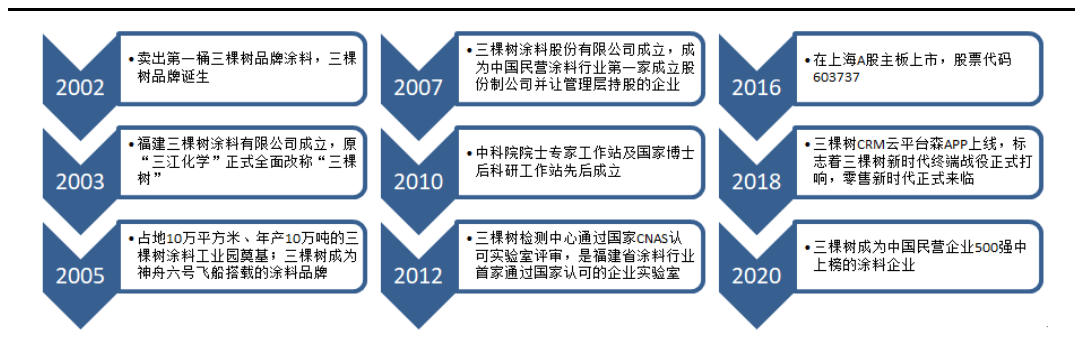 2002
•卖出第一桶三棵树品牌涂料，三棵
树品牌诞生
2003
•福建三棵树涂料有限公司成立，原
“三江化学”正式全面改称“三棵
树”
2005
•占地10万平方米、年产10万吨的三
棵树涂料工业园奠基；三棵树成为
神舟六号飞船搭载的涂料品牌
2007
•三棵树涂料股份有限公司成立，成
为中国民营涂料行业第一家成立股
份制公司并让管理层持股的企业
2010
•中科院院士专家工作站及国家博士
后科研工作站先后成立
2012
•三棵树检测中心通过国家CNAS认
可实验室评审，是福建省涂料行业
首家通过国家认可的企业实验室
2016
•在上海A股主板上市，股票代码
603737
2018
•三棵树CRM云平台森APP上线，标
志着三棵树新时代终端战役正式打
响，零售新时代正式来临
2020
•三棵树成为中国民营企业500强中
上榜的涂料企业